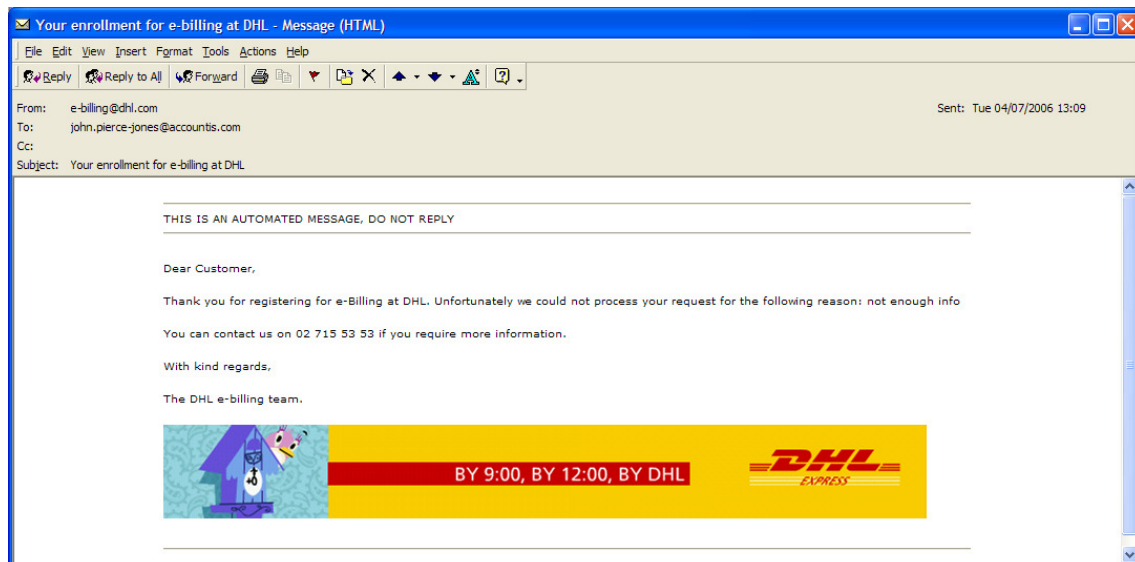 Your enrollment for e-billing at DHL - Message (HTML)
File Edit View Insert Format Tools Actions Help
Reply Reply to All Forward
From: e-billing@dhl.com Sent: Tue 04/07/2006 13:09
To: john.pierce-jones@accountis.com
Cc:
Subject: Your enrollment for e-billing at DHL
THIS IS AN AUTOMATED MESSAGE, DO NOT REPLY
Dear Customer,
Thank you for registering for e-Billing at DHL. Unfortunately we could not process your request for the following reason: not enough info
You can contact us on 02 715 53 53 if you require more information.
With kind regards,
The DHL e-billing team.
BY 9:00, BY 12:00, BY DHL
DHL
EXPRESS